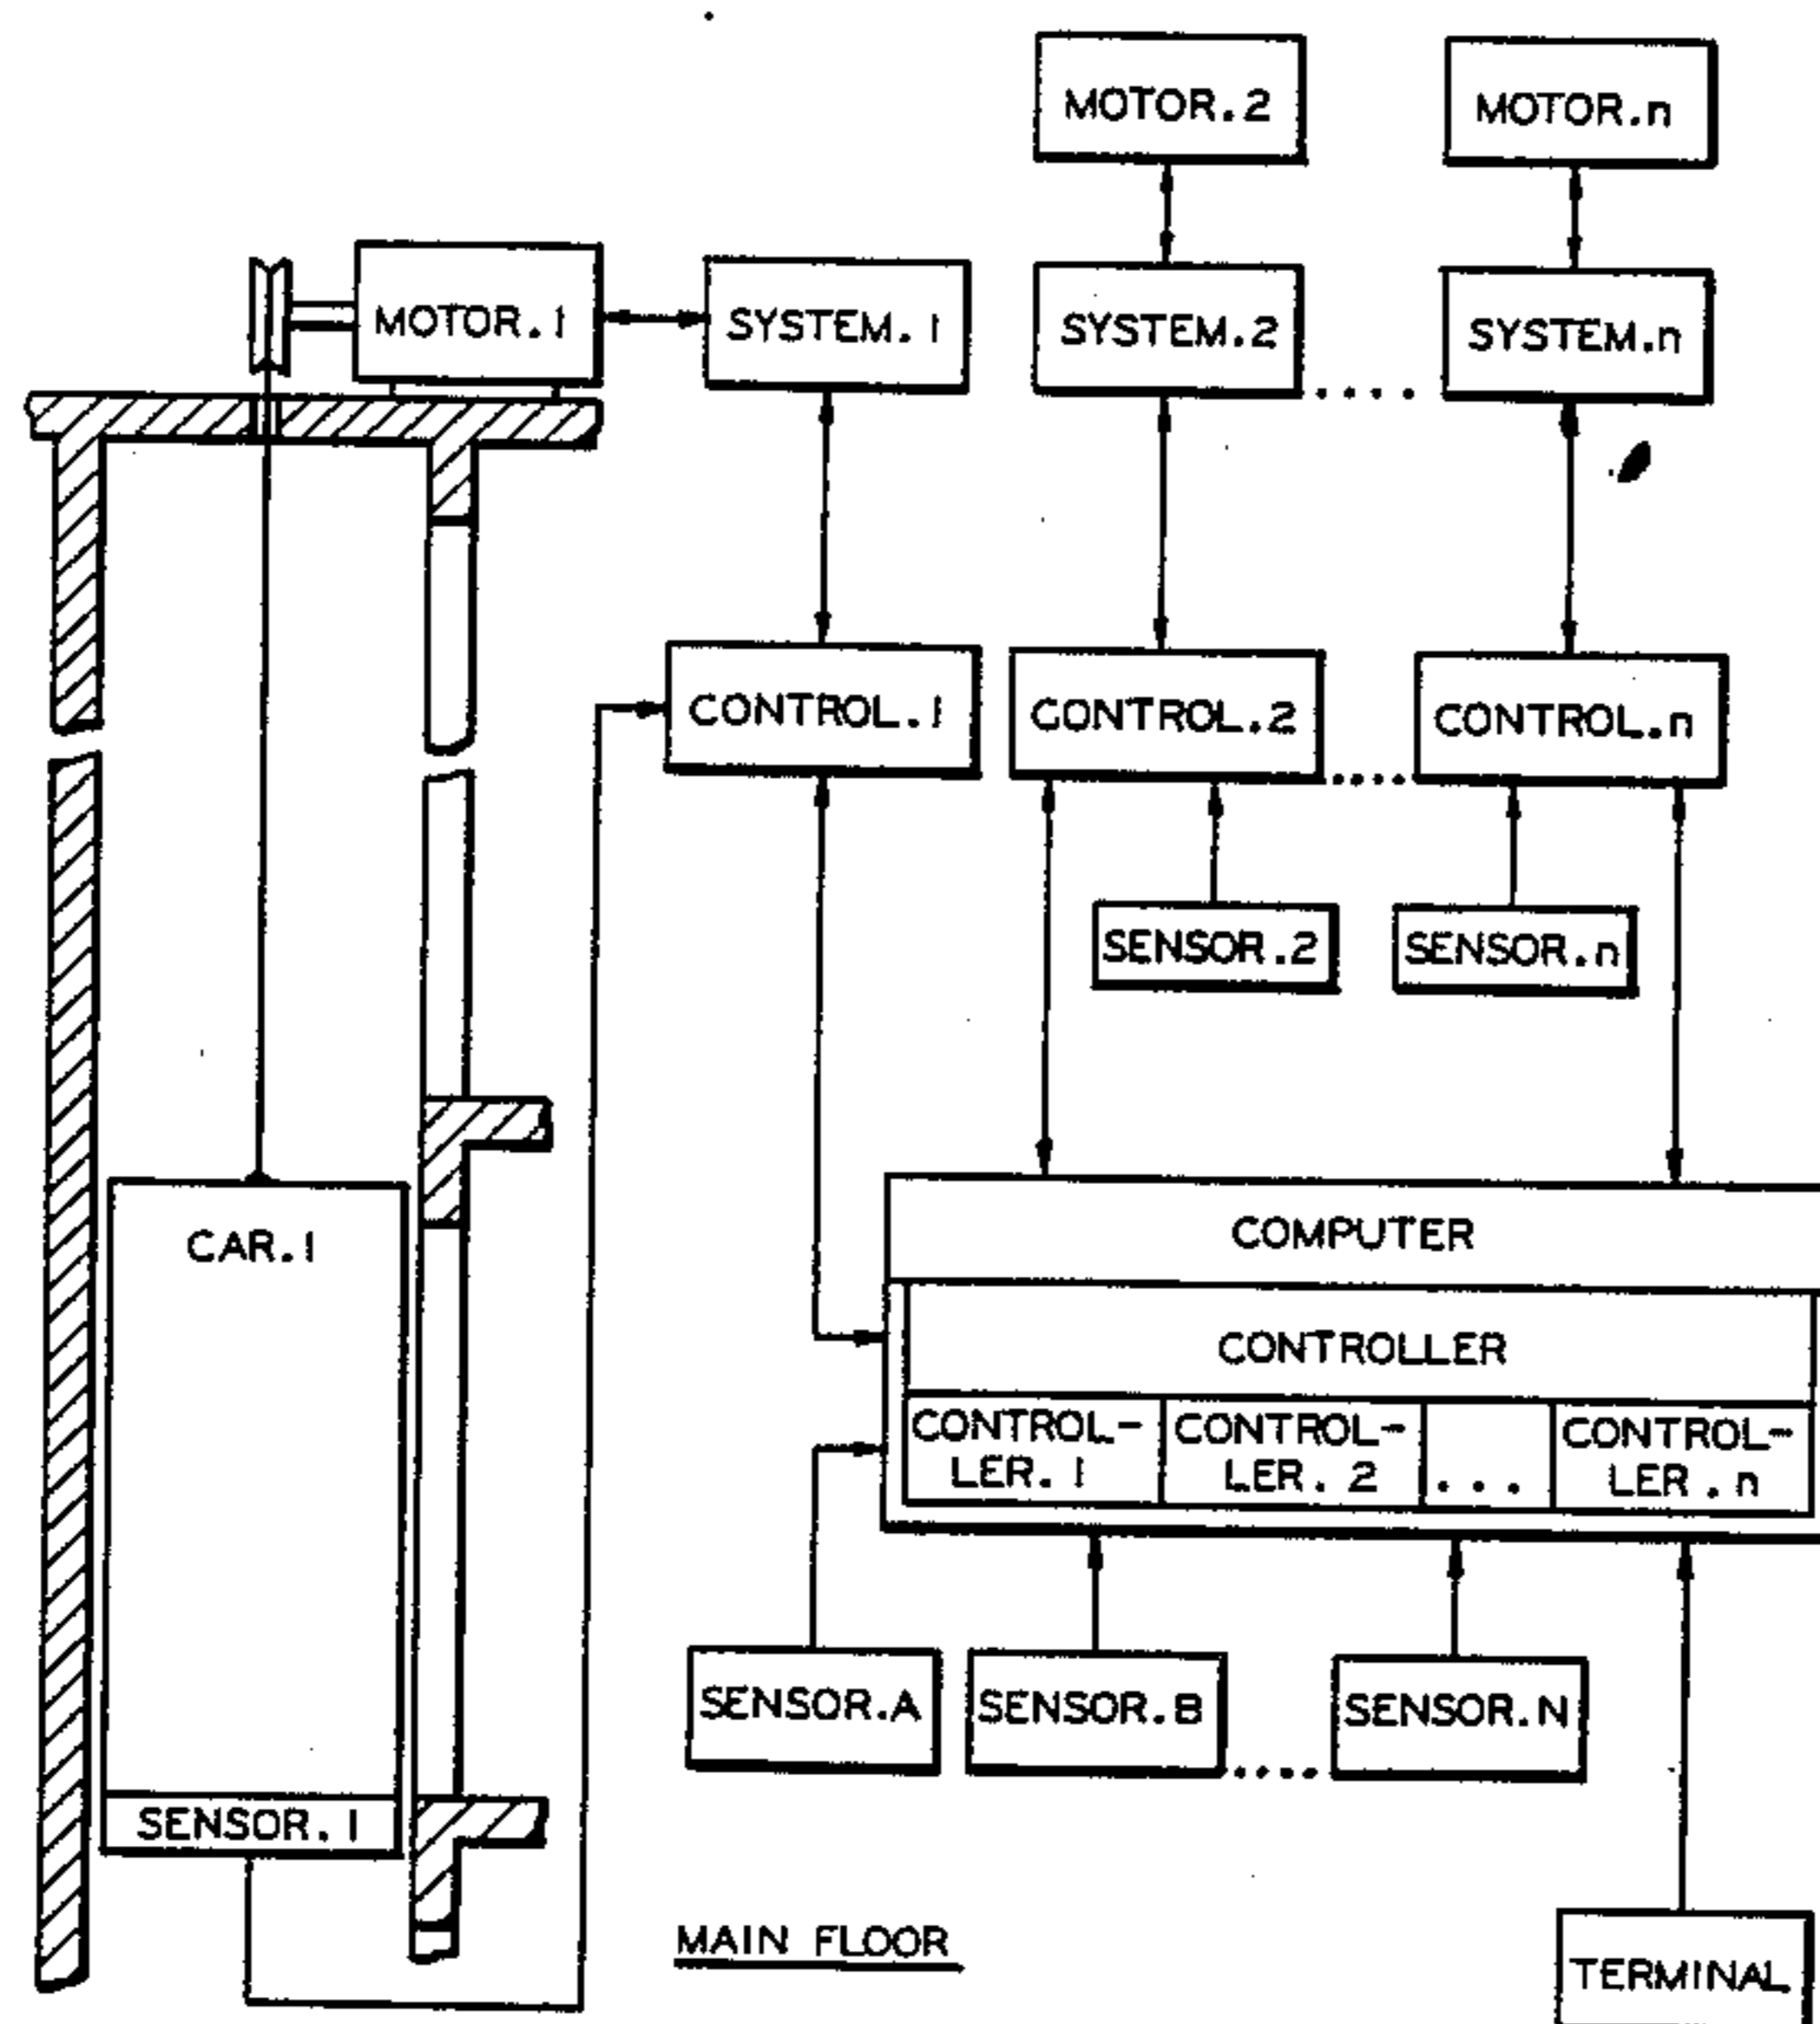 MOTOR.2
MOTOR.n
MOTOR.1
SYSTEM.1
SYSTEM.2
....
SYSTEM.n
CONTROL.1
CONTROL.2
....
CONTROL.n
SENSOR.2
SENSOR.n
CAR.1
COMPUTER
CONTROLLER
CONTROL-
LER.1
CONTROL-
LER.2
...
CONTROL-
LER.n
SENSOR.A
SENSOR.B
....
SENSOR.N
SENSOR.1
MAIN FLOOR
TERMINAL